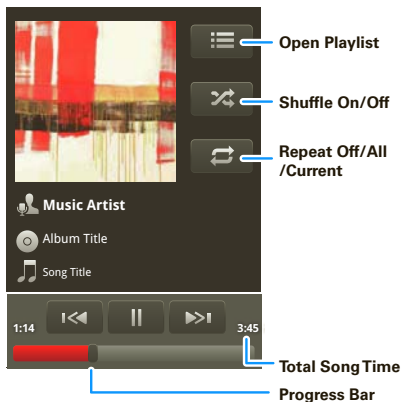 Open Playlist
Shuffle On/Off
Repeat Off/All
/Current
Music Artist
Album Title
Song Title
1:14
3:45
Total Song Time
Progress Bar